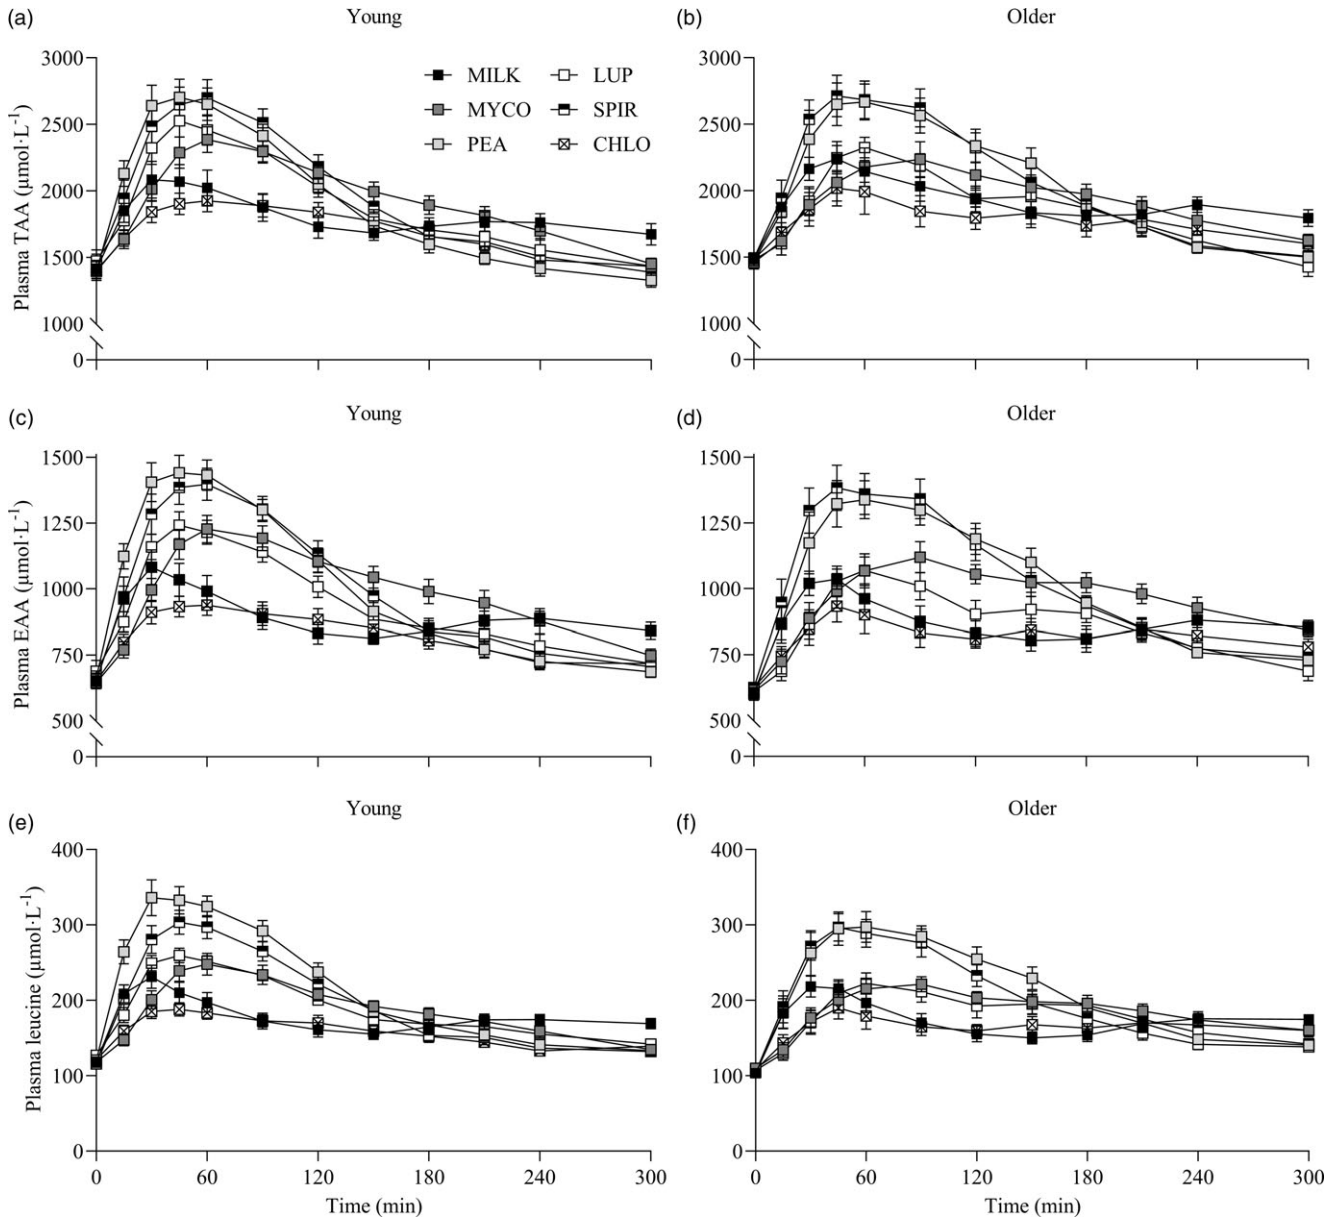 (a) Young
(b) Older
Plasma TAA (µmol·L⁻¹)
3000
2500
2000
1500
1000
0
MILK LUP
MYCO SPIR
PEA CHLO
3000
2500
2000
1500
1000
0
(c) Young
(d) Older
Plasma EAA (µmol·L⁻¹)
1500
1250
1000
750
500
0
1500
1250
1000
750
500
0
(e) Young
(f) Older
Plasma leucine (µmol·L⁻¹)
400
300
200
100
0
0 60 120 180 240 300
Time (min)
400
300
200
100
0
0 60 120 180 240 300
Time (min)